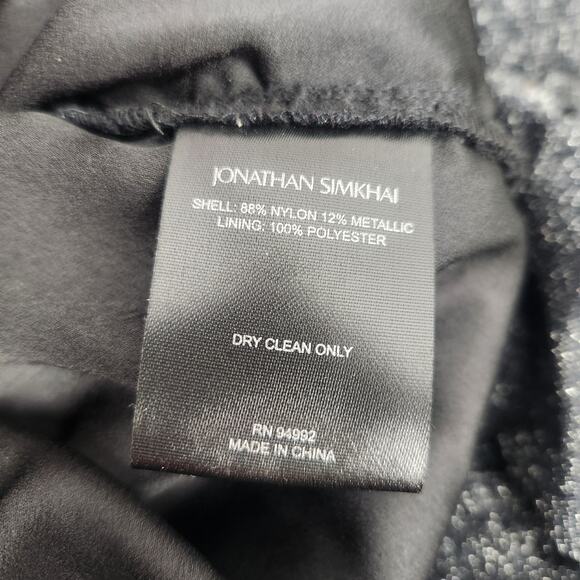 JONATHAN SIMKHAI
SHELL: 88% NYLON 12% METALLIC
LINING: 100% POLYESTER
DRY CLEAN ONLY
RN 94992
MADE IN CHINA